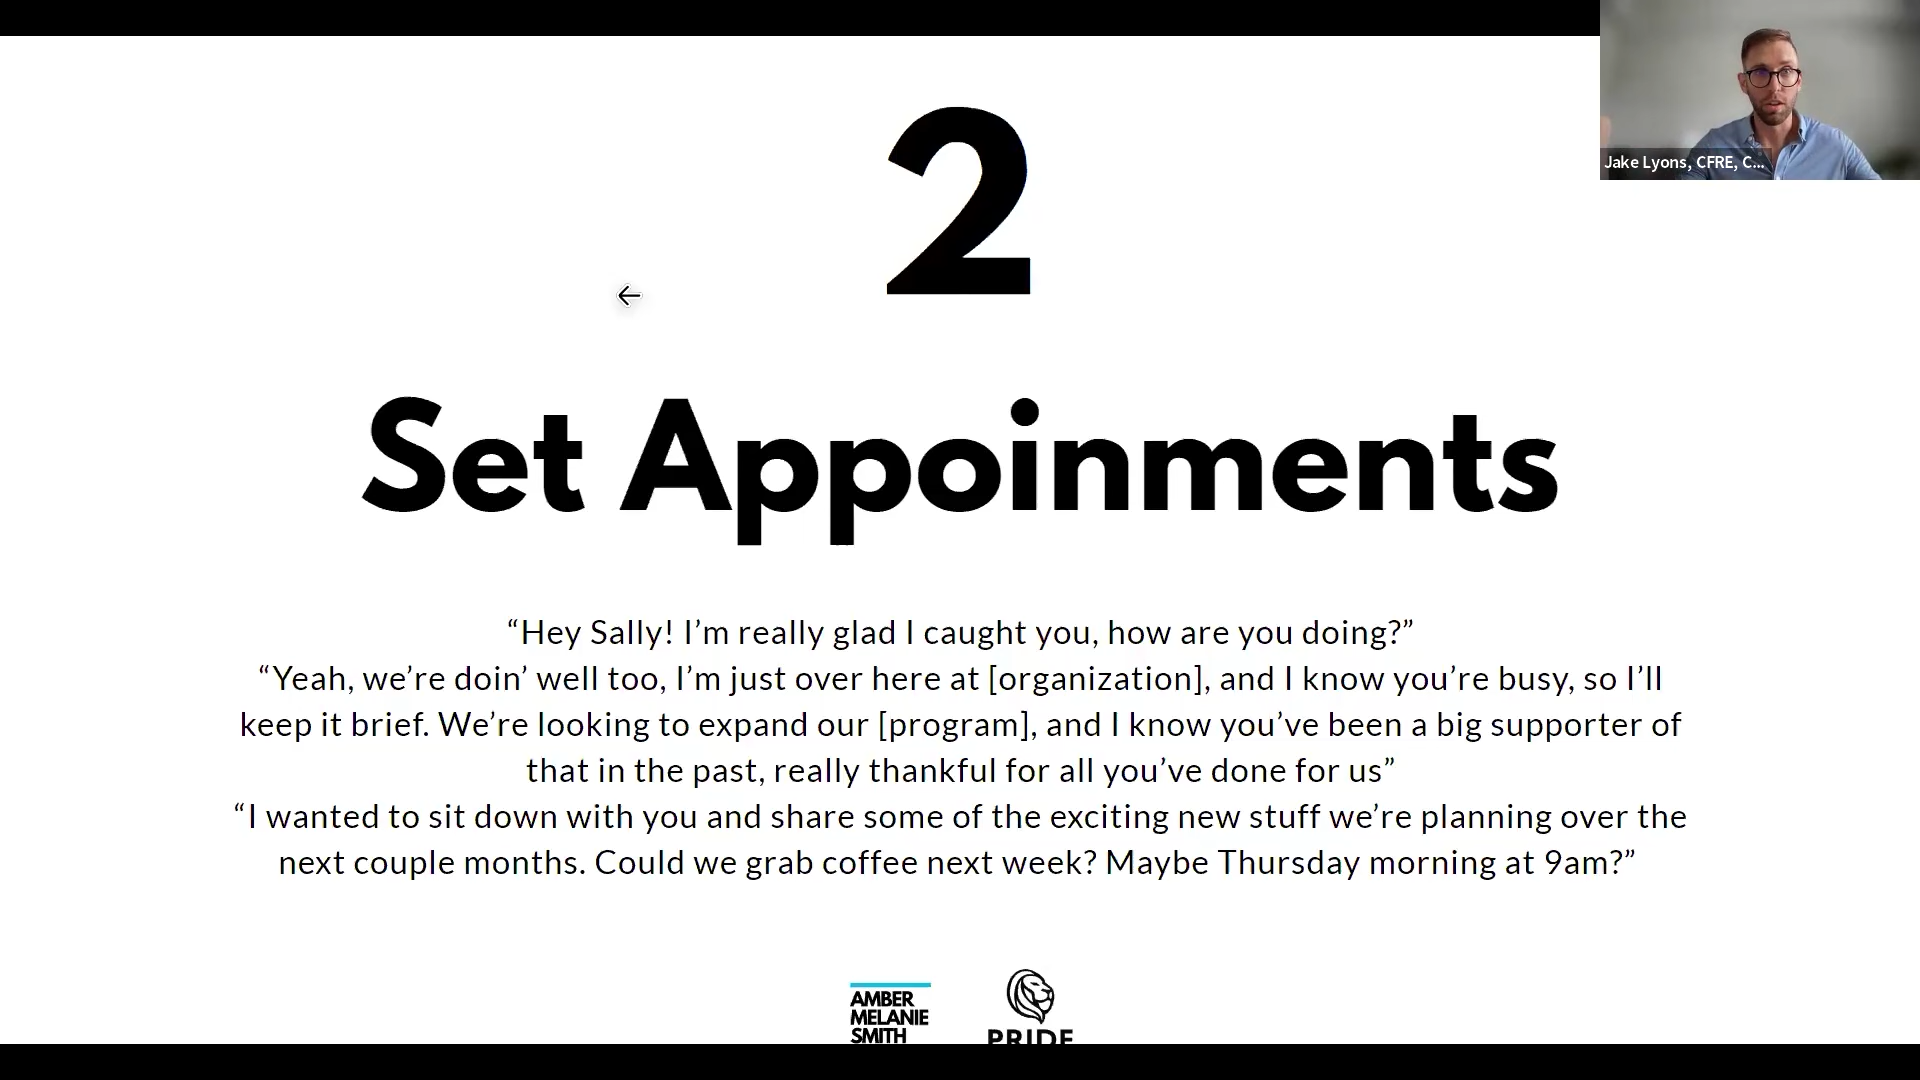 Jake Lyons, CFRE, C...
2
Set Appoinments
“Hey Sally! I’m really glad I caught you, how are you doing?”
“Yeah, we’re doin’ well too, I’m just over here at [organization], and I know you’re busy, so I’ll
keep it brief. We’re looking to expand our [program], and I know you’ve been a big supporter of
that in the past, really thankful for all you’ve done for us”
“I wanted to sit down with you and share some of the exciting new stuff we’re planning over the
next couple months. Could we grab coffee next week? Maybe Thursday morning at 9am?”
AMBER
MELANIE
SMITH
PRIDE